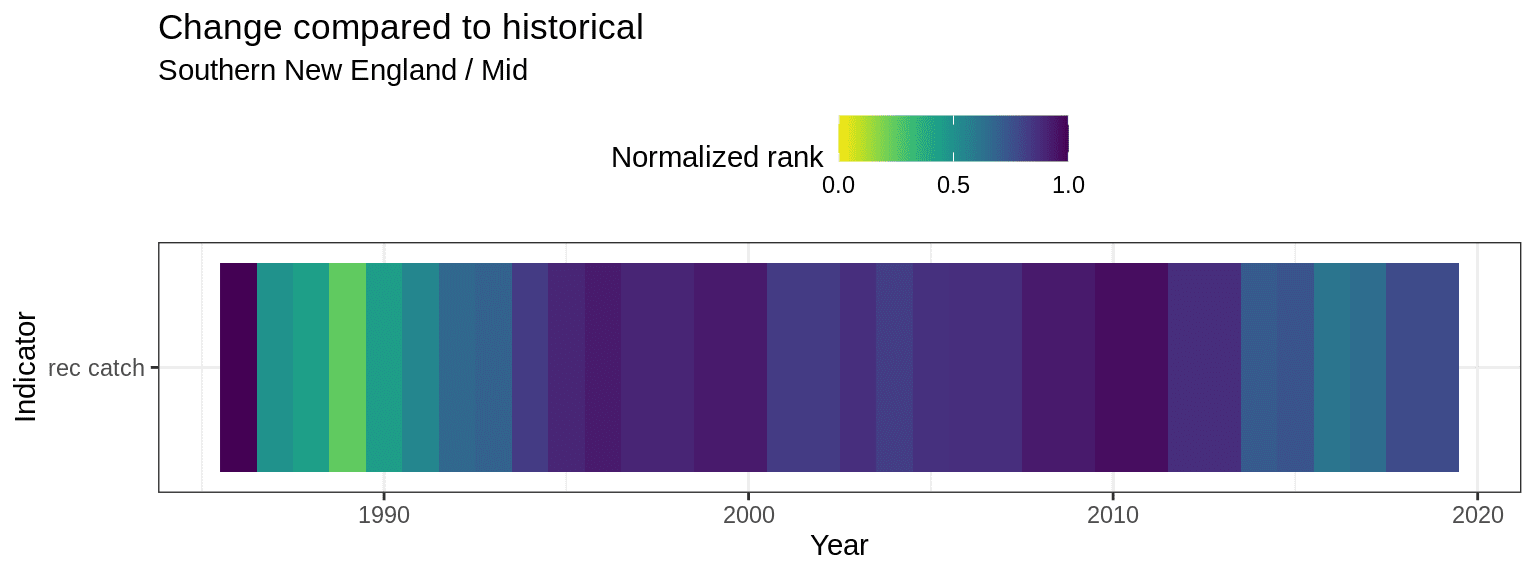 Change compared to historical
Southern New England / Mid
Normalized rank
0.0 0.5 1.0
Indicator
rec catch
1990 2000 2010 2020
Year